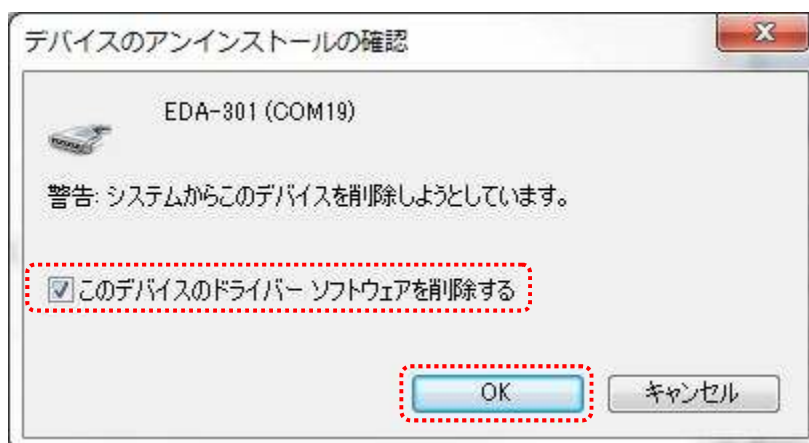 デバイスのアンインストールの確認
EDA-301 (COM19)
警告: システムからこのデバイスを削除しようとしています。
このデバイスのドライバー ソフトウェアを削除する
OK
キャンセル